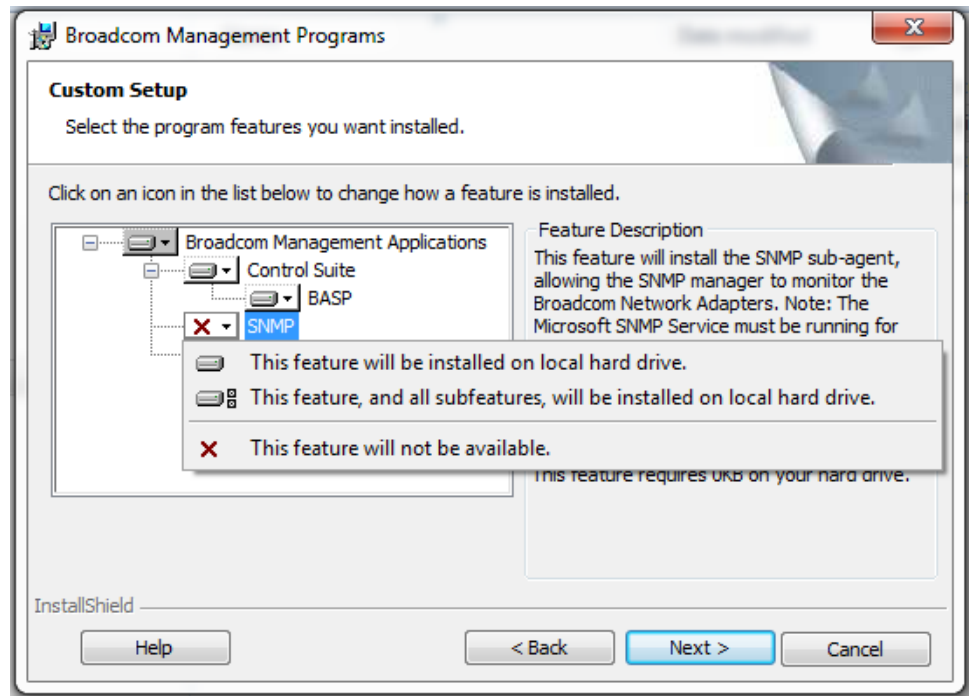 Broadcom Management Programs
Custom Setup
Select the program features you want installed.
Click on an icon in the list below to change how a feature is installed.
Broadcom Management Applications
Control Suite
BASP
SNMP
Feature Description
This feature will install the SNMP sub-agent,
allowing the SNMP manager to monitor the
Broadcom Network Adapters. Note: The
Microsoft SNMP Service must be running for
This feature will be installed on local hard drive.
This feature, and all subfeatures, will be installed on local hard drive.
This feature will not be available.
This feature requires 0KB on your hard drive.
InstallShield
Help
< Back
Next >
Cancel